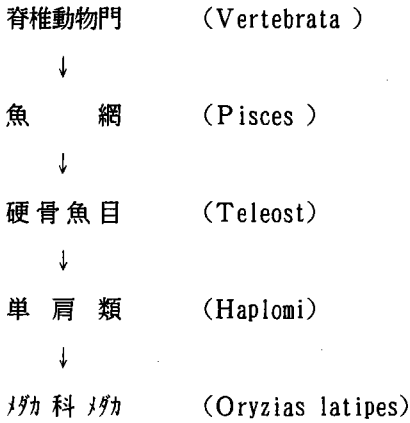 脊椎動物門 (Vertebrata )
↓
魚 網 (Pisces )
↓
硬骨魚目 (Teleost)
↓
単 肩 類 (Haplomi)
↓
ﾒﾀﾞｶ 科 ﾒﾀﾞｶ (Oryzias latipes)